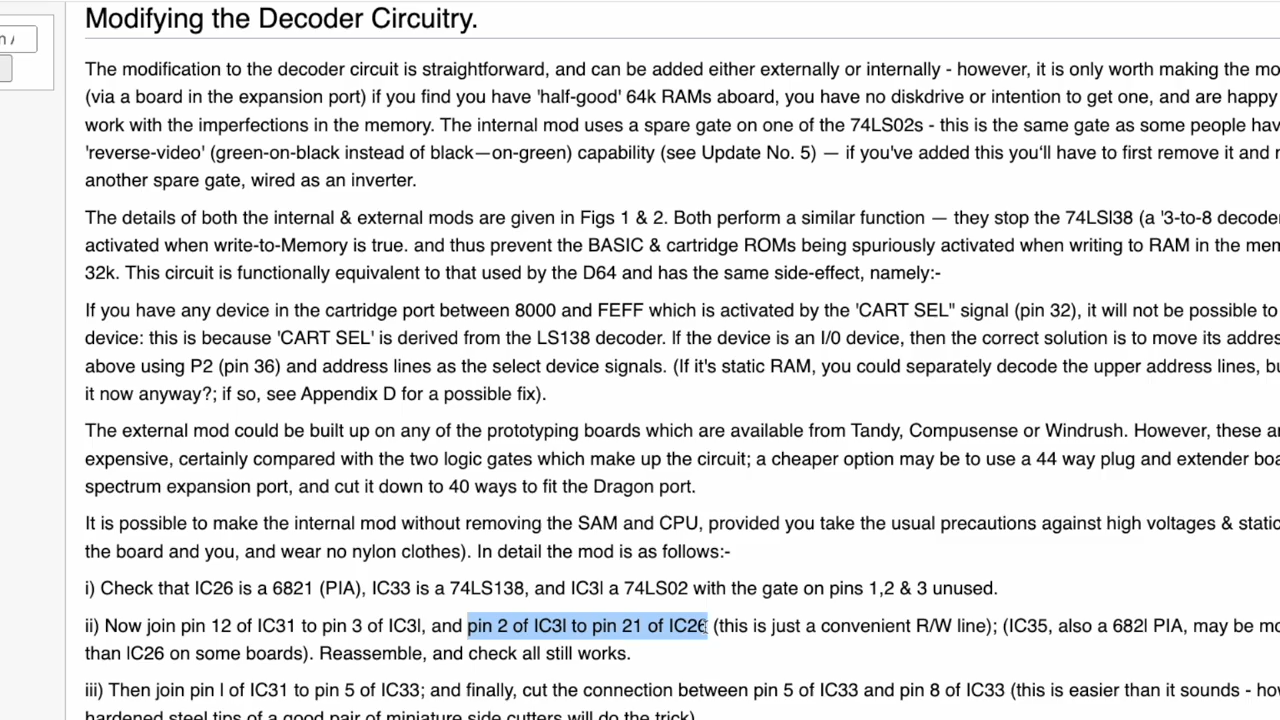 n /
Modifying the Decoder Circuitry.
The modification to the decoder circuit is straightforward, and can be added either externally or internally - however, it is only worth making the mo
(via a board in the expansion port) if you find you have 'half-good' 64k RAMs aboard, you have no diskdrive or intention to get one, and are happy
work with the imperfections in the memory. The internal mod uses a spare gate on one of the 74LS02s - this is the same gate as some people hav
'reverse-video' (green-on-black instead of black—on-green) capability (see Update No. 5) — if you've added this you'll have to first remove it and r
another spare gate, wired as an inverter.
The details of both the internal & external mods are given in Figs 1 & 2. Both perform a similar function — they stop the 74LSl38 (a '3-to-8 decoder
activated when write-to-Memory is true. and thus prevent the BASIC & cartridge ROMs being spuriously activated when writing to RAM in the mem
32k. This circuit is functionally equivalent to that used by the D64 and has the same side-effect, namely:-
If you have any device in the cartridge port between 8000 and FEFF which is activated by the 'CART SEL" signal (pin 32), it will not be possible to
device: this is because 'CART SEL' is derived from the LS138 decoder. If the device is an I/0 device, then the correct solution is to move its addres
above using P2 (pin 36) and address lines as the select device signals. (If it's static RAM, you could separately decode the upper address lines, bu
it now anyway?; if so, see Appendix D for a possible fix).
The external mod could be built up on any of the prototyping boards which are available from Tandy, Compusense or Windrush. However, these ar
expensive, certainly compared with the two logic gates which make up the circuit; a cheaper option may be to use a 44 way plug and extender boa
spectrum expansion port, and cut it down to 40 ways to fit the Dragon port.
It is possible to make the internal mod without removing the SAM and CPU, provided you take the usual precautions against high voltages & static
the board and you, and wear no nylon clothes). In detail the mod is as follows:-
i) Check that IC26 is a 6821 (PIA), IC33 is a 74LS138, and IC3l a 74LS02 with the gate on pins 1,2 & 3 unused.
ii) Now join pin 12 of IC31 to pin 3 of IC3l, and pin 2 of IC3l to pin 21 of IC26 (this is just a convenient R/W line); (IC35, also a 682l PIA, may be mo
than IC26 on some boards). Reassemble, and check all still works.
iii) Then join pin l of IC31 to pin 5 of IC33; and finally, cut the connection between pin 5 of IC33 and pin 8 of IC33 (this is easier than it sounds - how
hardened steel tips of a good pair of miniature side cutters will do the trick)